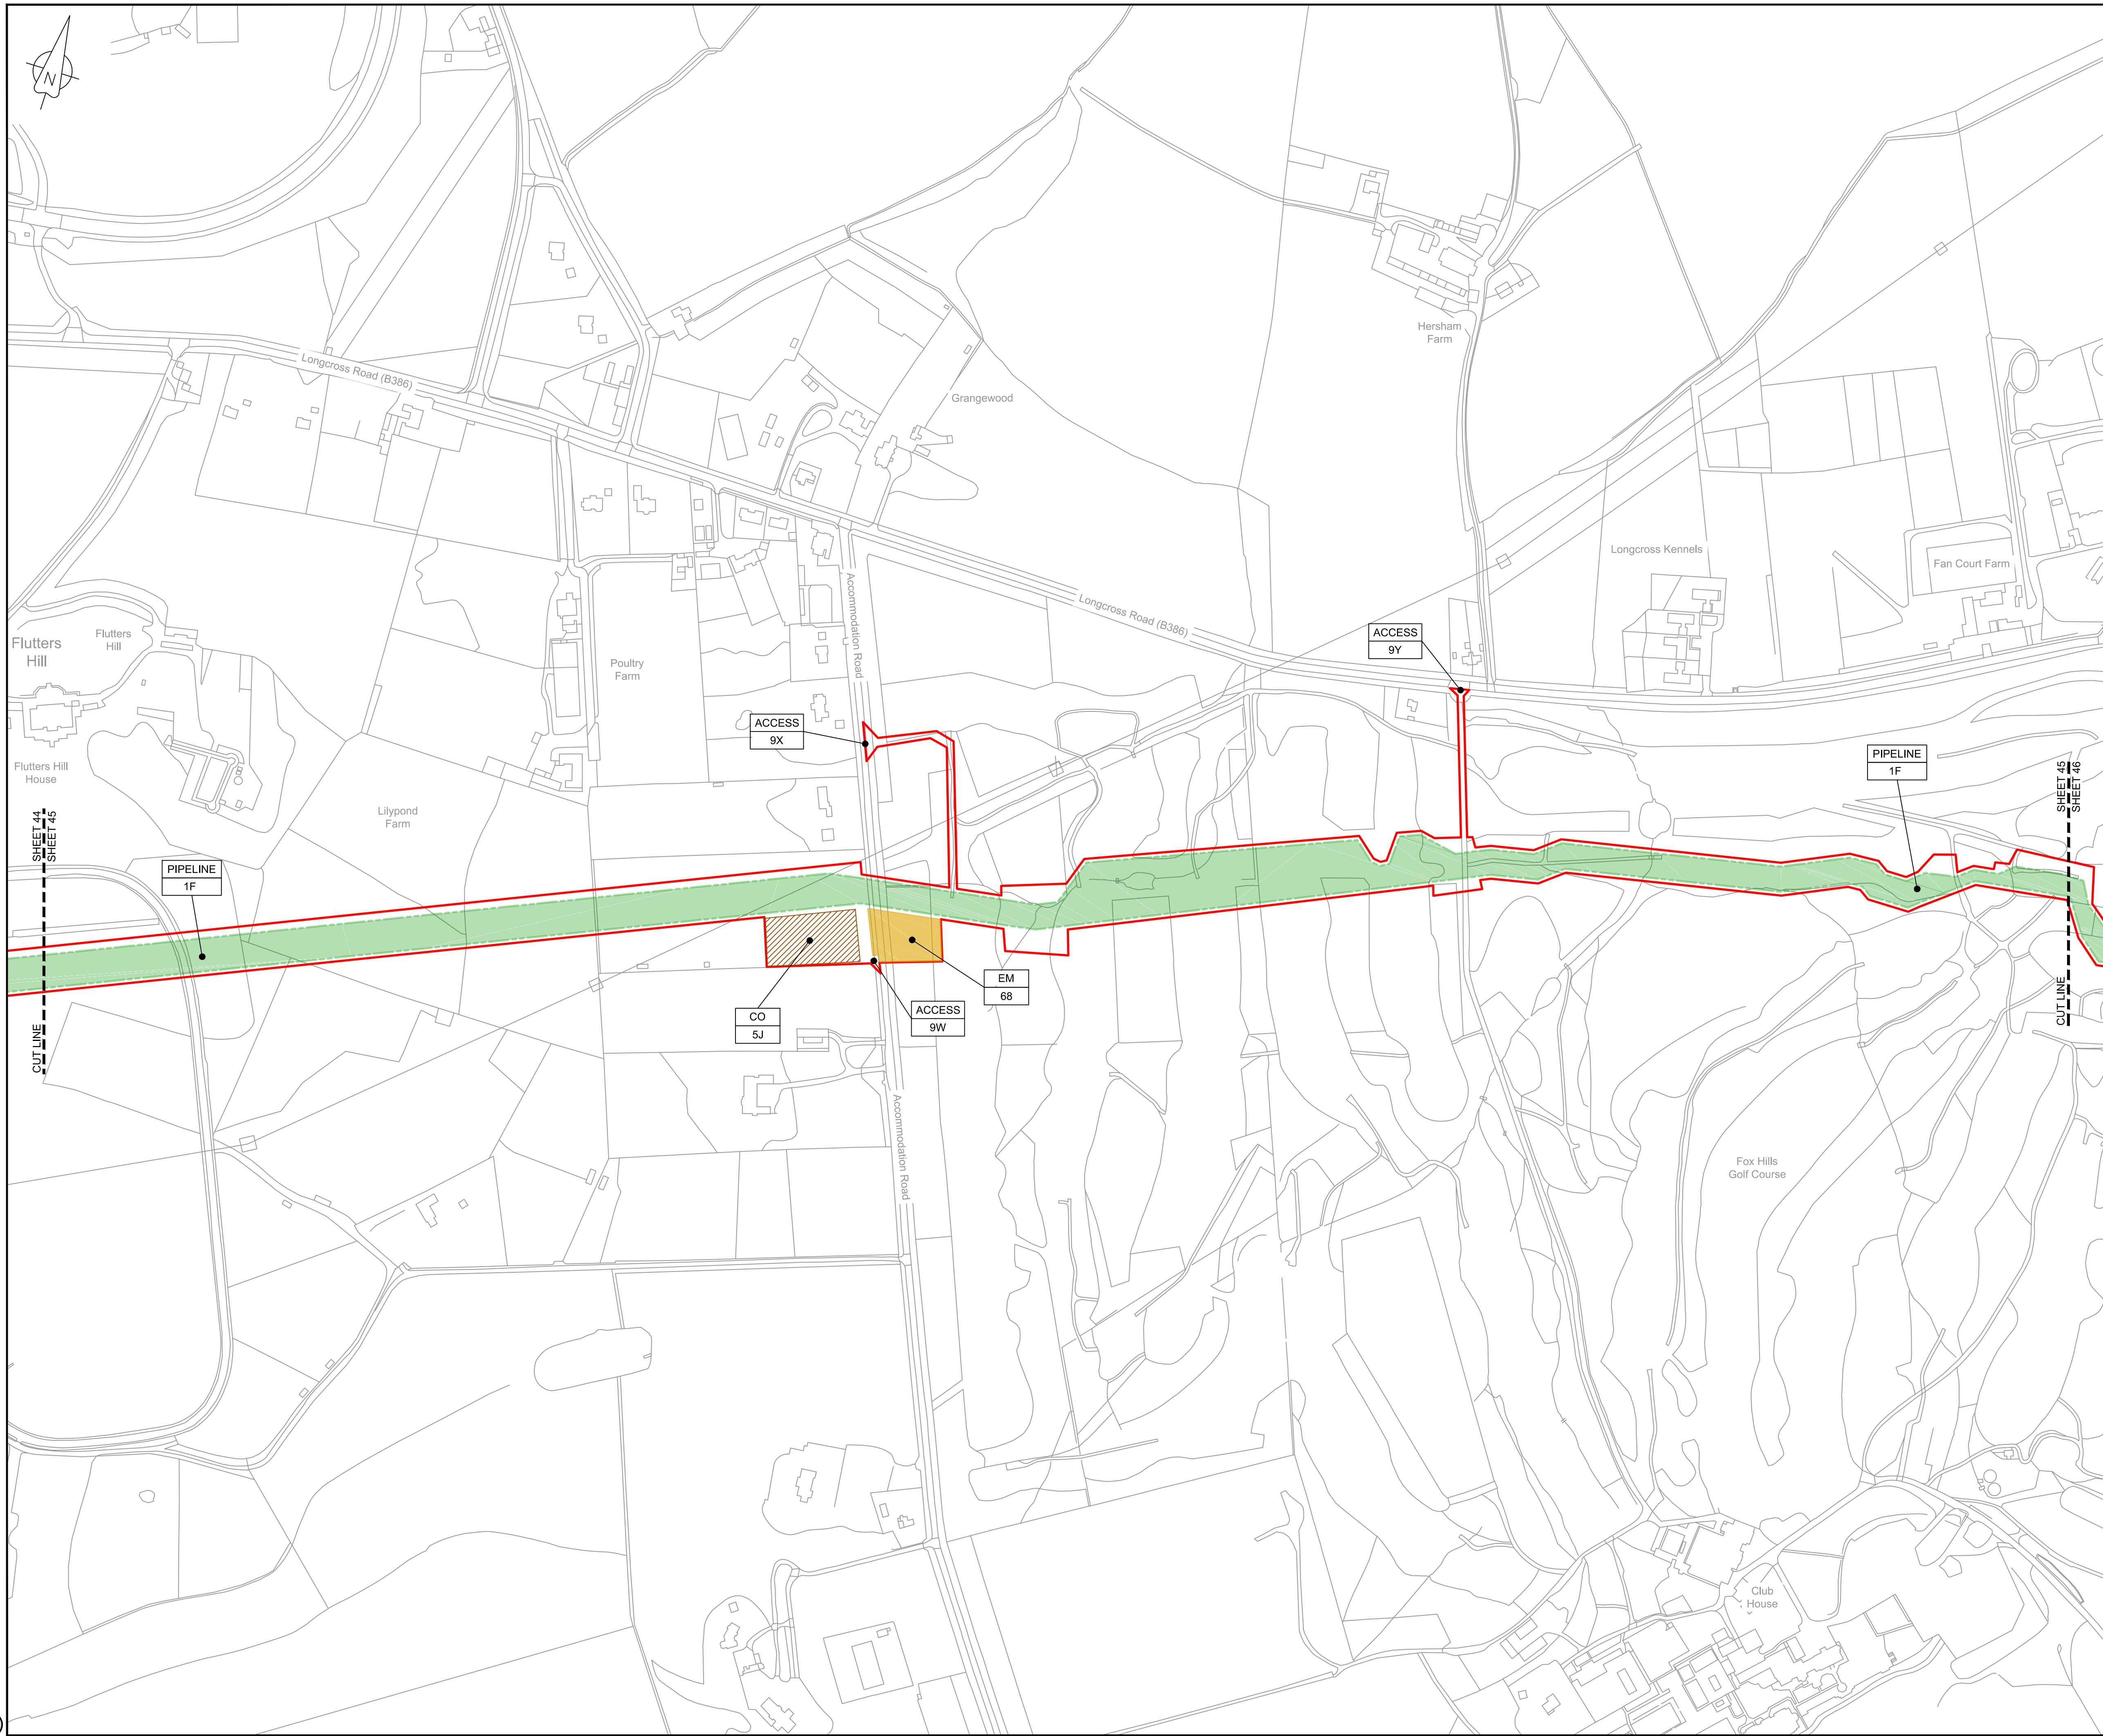 N
Longcross Road (B386)
Grangewood
Hersham
Farm
Longcross Kennels
Fan Court Farm
Accommodation Road
Longcross Road (B386)
ACCESS
9Y
Flutters
Hill
Flutters
Hill
Poultry
Farm
ACCESS
9X
PIPELINE
1F
SHEET 45
SHEET 46
Flutters Hill
House
Lilypond
Farm
SHEET 44
SHEET 45
PIPELINE
1F
EM
68
CO
5J
ACCESS
9W
CUT LINE
CUT LINE
Accommodation Road
Fox Hills
Golf Course
Club
House